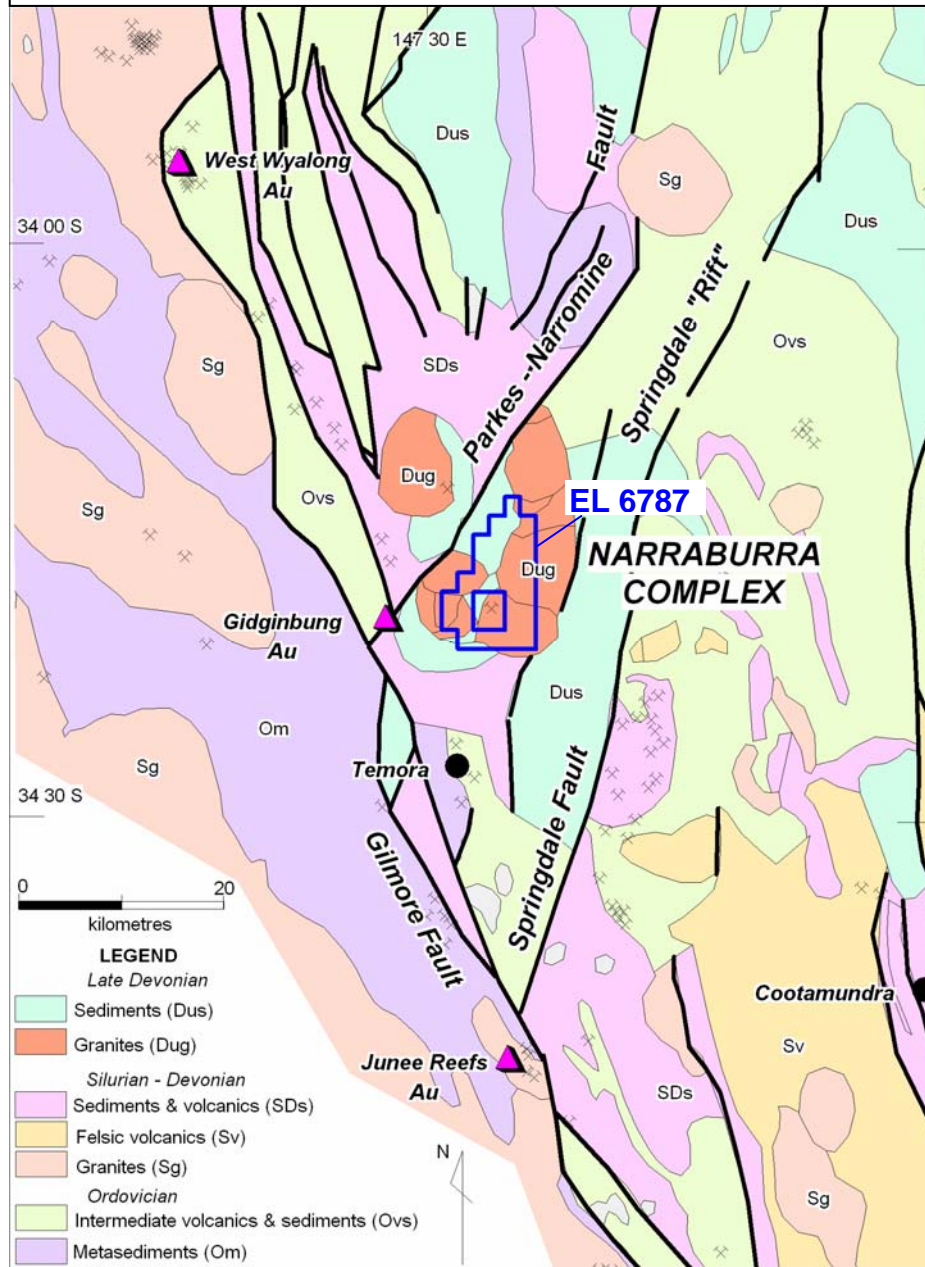 147 30 E
Dus
Fault
Sg
West Wyalong
Au
Dus
34 00 S
Parkes --Narromine
Springdale "Rift"
Ovs
Sg
SDs
Dug
Ovs
EL 6787
Sg
Dug
NARRABURRA
COMPLEX
Gidginbung
Au
Om
Dus
Sg
Temora
34 30 S
Gilmore Fault
Springdale Fault
0 20
kilometres
LEGEND
Late Devonian
Sediments (Dus)
Granites (Dug)
Silurian - Devonian
Sediments & volcanics (SDs)
Felsic volcanics (Sv)
Granites (Sg)
Ordovician
Intermediate volcanics & sediments (Ovs)
Metasediments (Om)
Cootamundra
Sv
Junee Reefs
Au
SDs
N
Sg